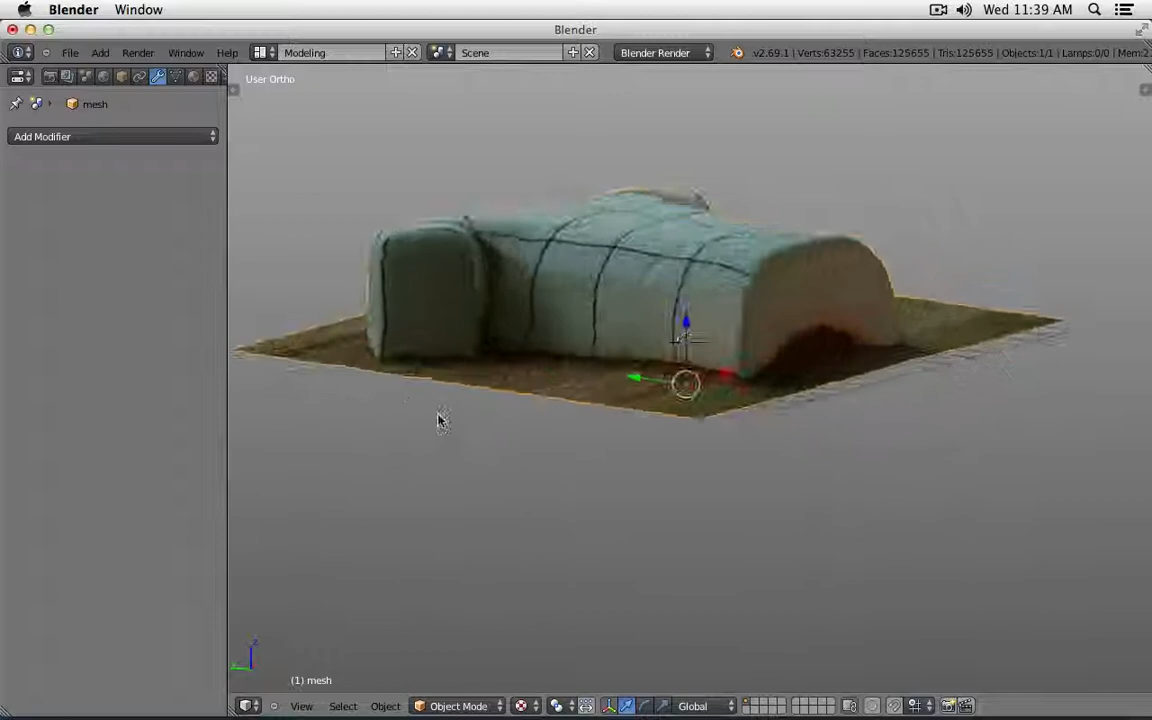 Blender Window Wed 11:39 AM
Blender
File Add Render Window Help Modeling Scene Blender Render v2.69.1 | Verts:63255 | Faces:125655 | Tris:125655 | Objects:1/1 | Lamps:0/0 | Mem:2
User Ortho
mesh
Add Modifier
z
(1) mesh
View Select Object Object Mode Global